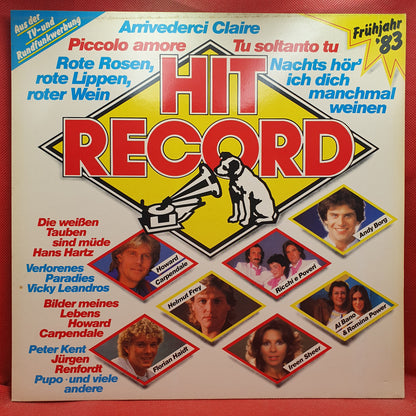 Aus der
TV- und
Rundfunkwerbung
Arrivederci Claire
Piccolo amore Tu soltanto tu
Frühjahr
'83
Rote Rosen,
rote Lippen,
roter Wein
Nachts hör'
ich dich
manchmal
weinen
HIT
RECORD
Die weißen
Tauben
sind müde
Hans Hartz
Verlorenes
Paradies
Vicky Leandros
Bilder meines
Lebens
Howard
Carpendale
Peter Kent
Jürgen
Renfordt
Pupo · und viele
andere
Howard
Carpendale
Ricchi e Poveri
Andy Borg
Helmut Frey
Al Bano
& Romina Power
Florian Haidt
Ireen Sheer